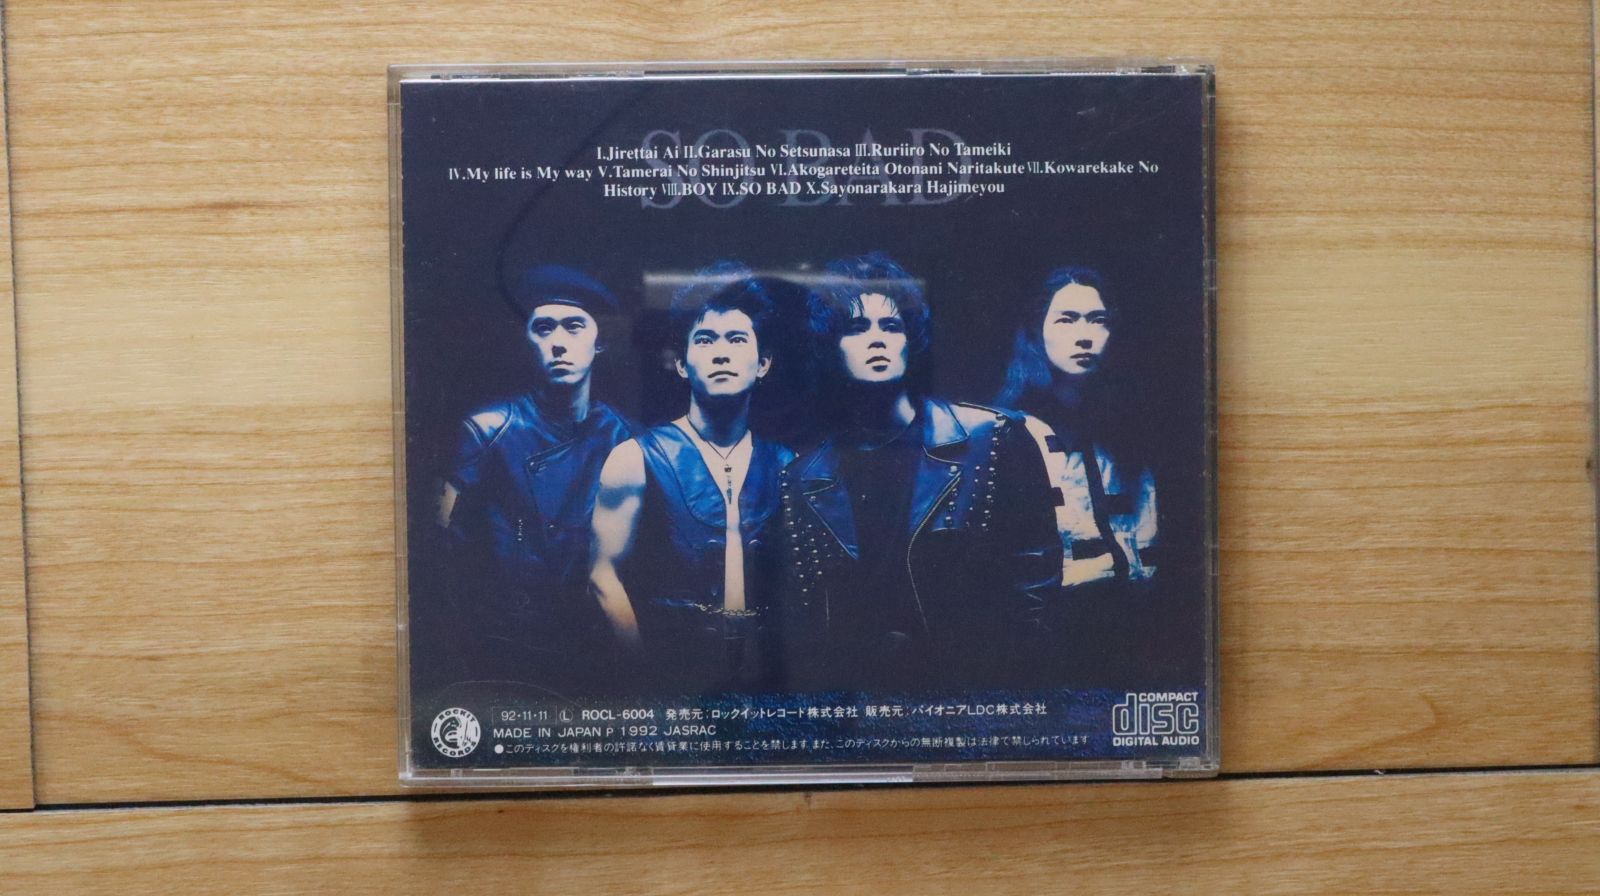 SO BAD
I.Jirettai Ai II.Garasu No Setsunasa III.Ruriiro No Tameiki
IV.My life is My way V.Tamerai No Shinjitsu VI.Akogareteita Otonani Naritakute VII.Kowarekake No
History VIII.BOY IX.SO BAD X.Sayonarakara Hajimeyou
ROCKIT RECORDS
92・11・11 Ⓛ ROCL-6004 発売元:ロックイットレコード株式会社 販売元:パイオニアLDC株式会社
MADE IN JAPAN P 1992 JASRAC
●このディスクを権利者の許諾なく賃貸業に使用することを禁じます.また、このディスクからの無断複製は法律で禁じられています.
COMPACT
disc
DIGITAL AUDIO